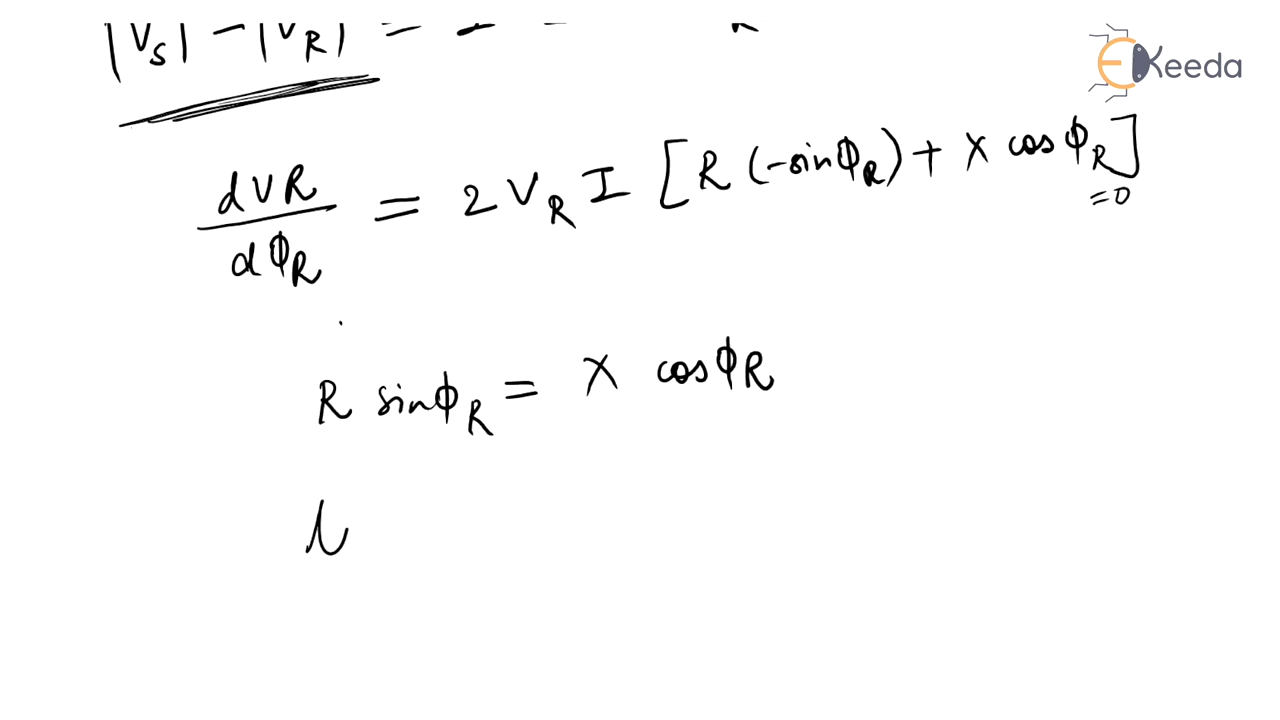 |VS| - |VR| =
Keeda
dVR/dΦR = 2 VR I [R (-sinΦR) + X cosΦR] =0
R sinΦR = X cosΦR